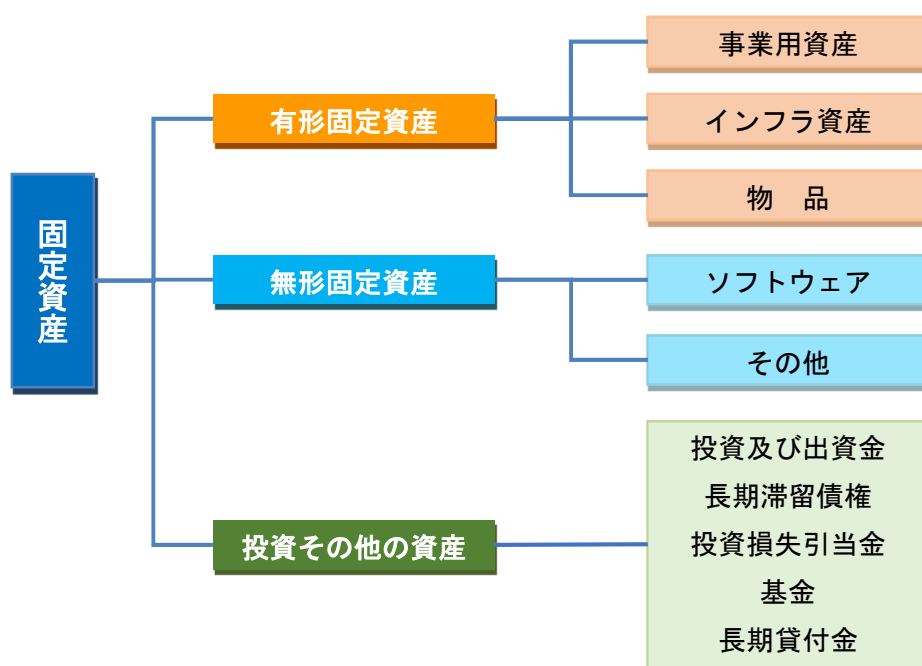 固定資産
有形固定資産
事業用資産
インフラ資産
物　品
無形固定資産
ソフトウェア
その他
投資その他の資産
投資及び出資金
長期滞留債権
投資損失引当金
基金
長期貸付金